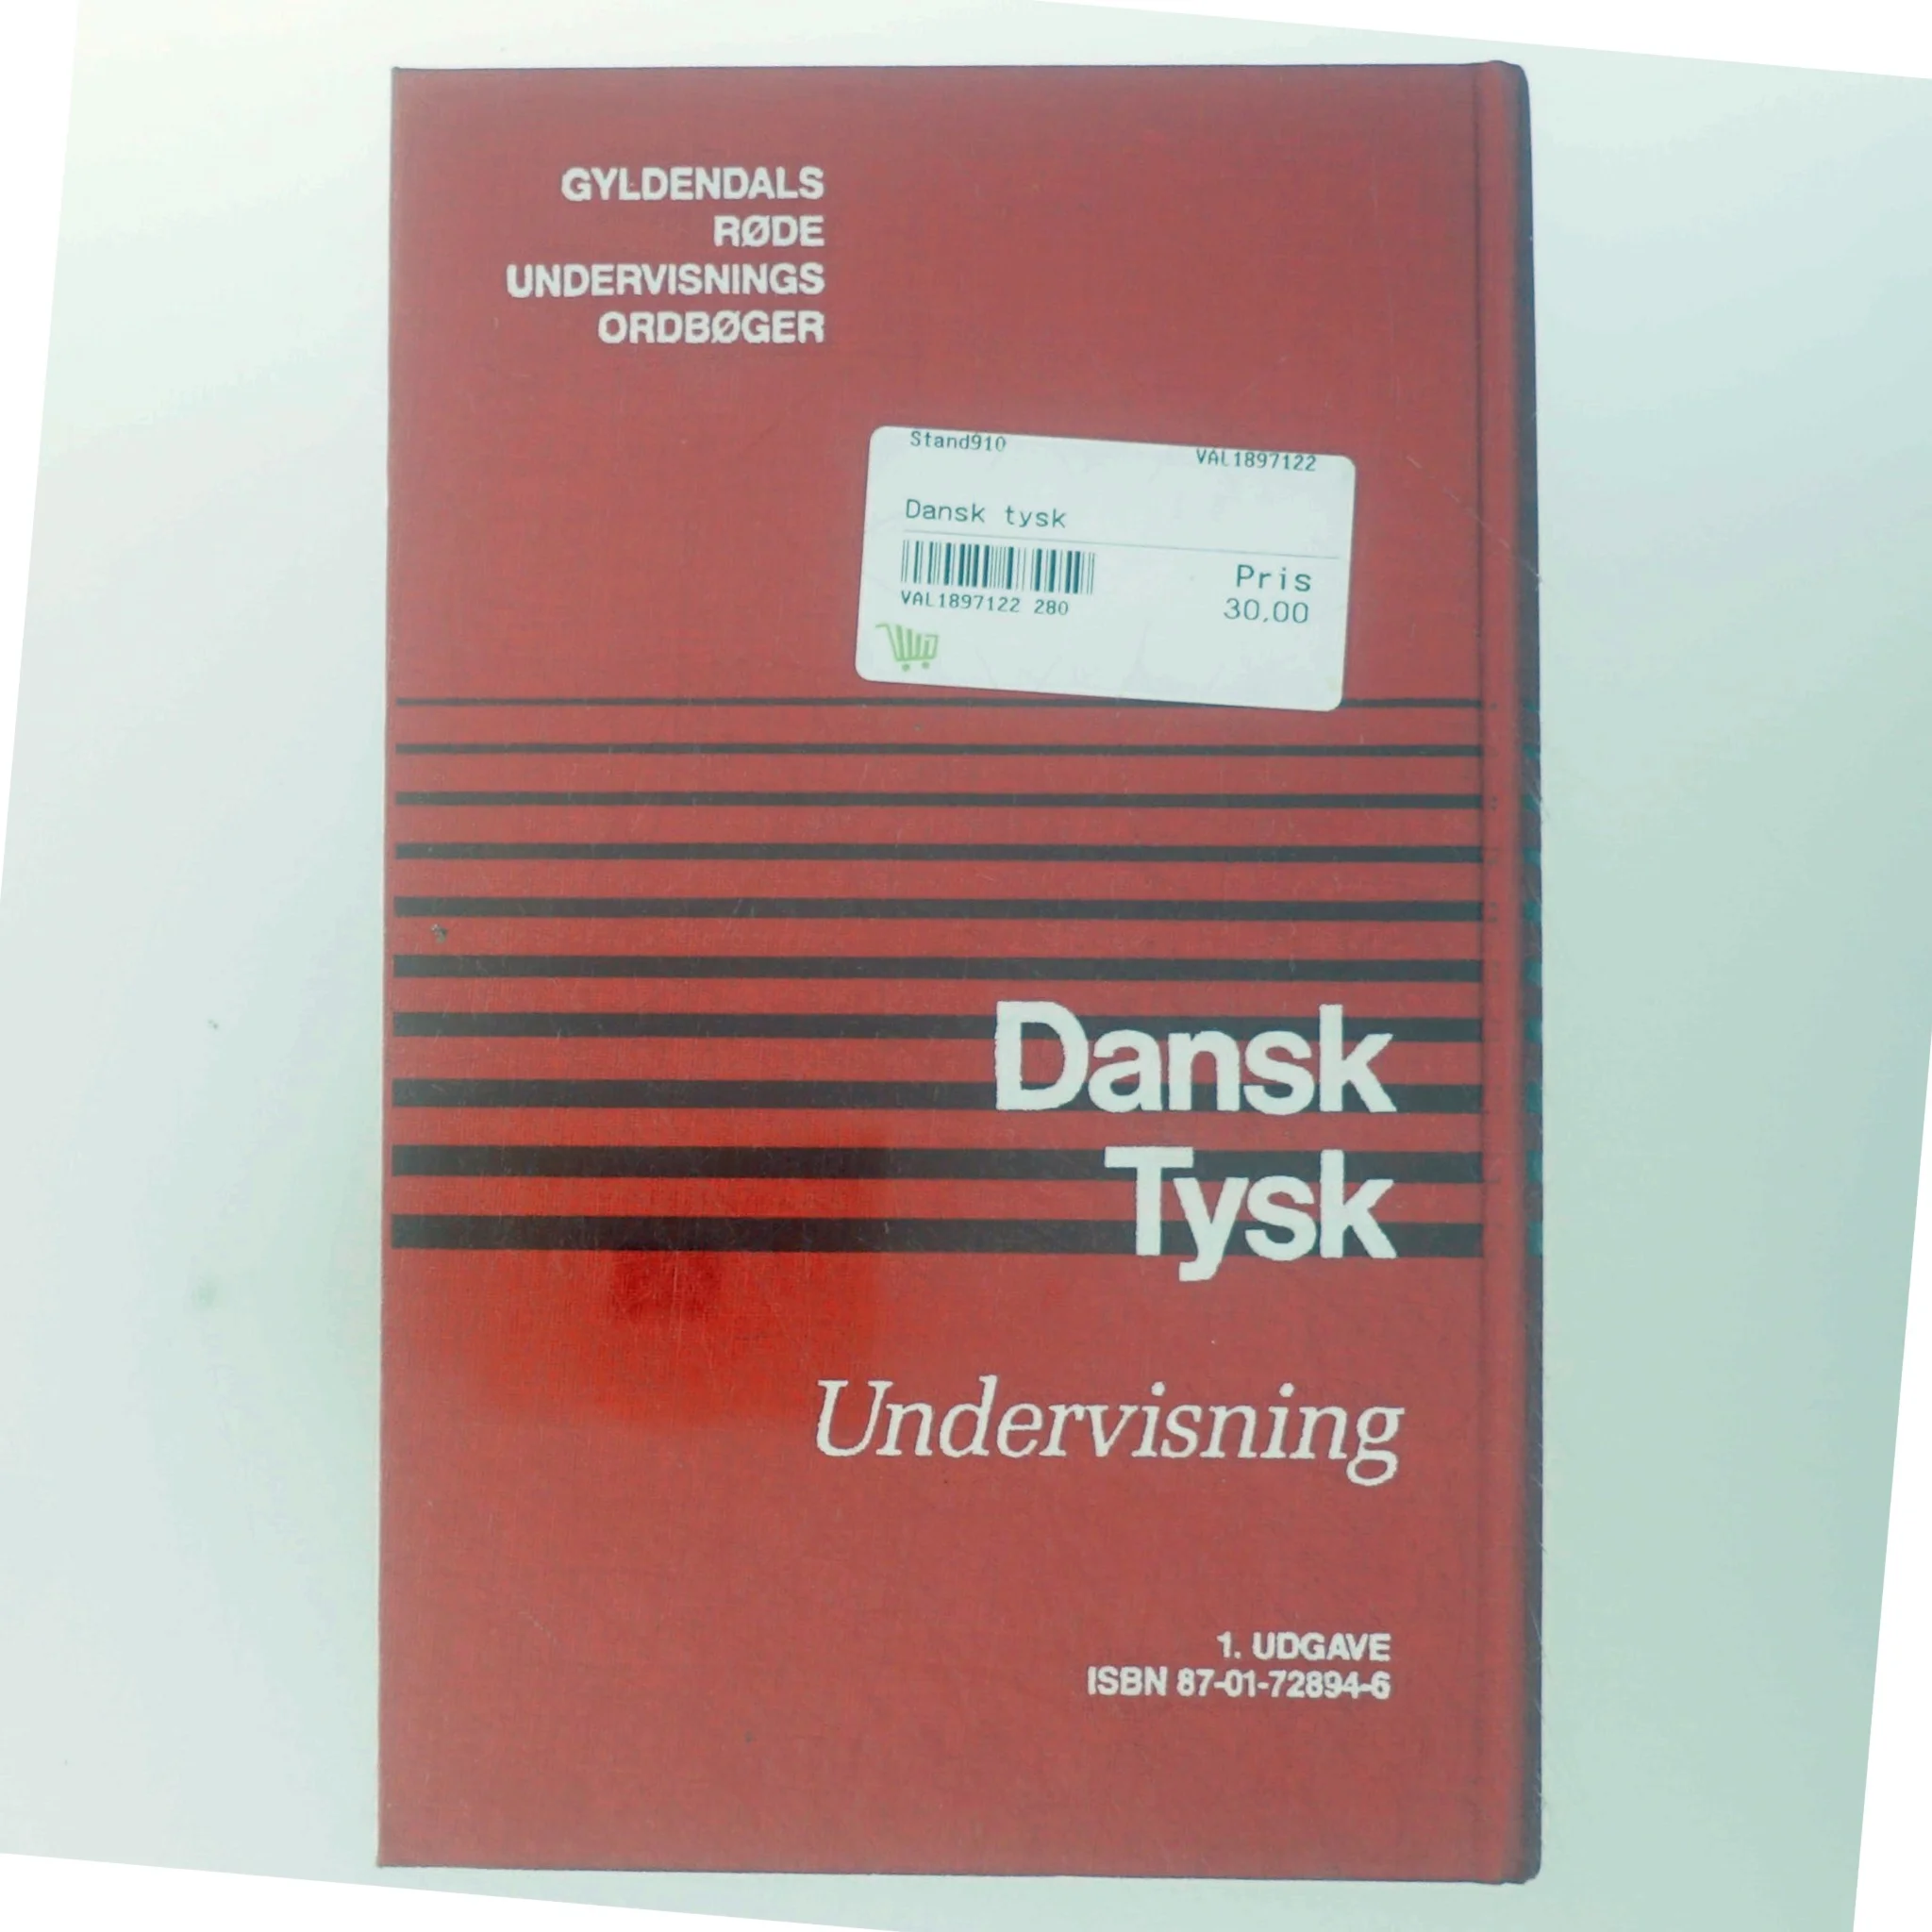 GYLDENDALS
RØDE
UNDERVISNINGS
ORDBØGER
Stand910 VAL1897122
Dansk tysk
VAL1897122 280
Pris
30,00
Dansk
Tysk
Undervisning
1. UDGAVE
ISBN 87-01-72894-6